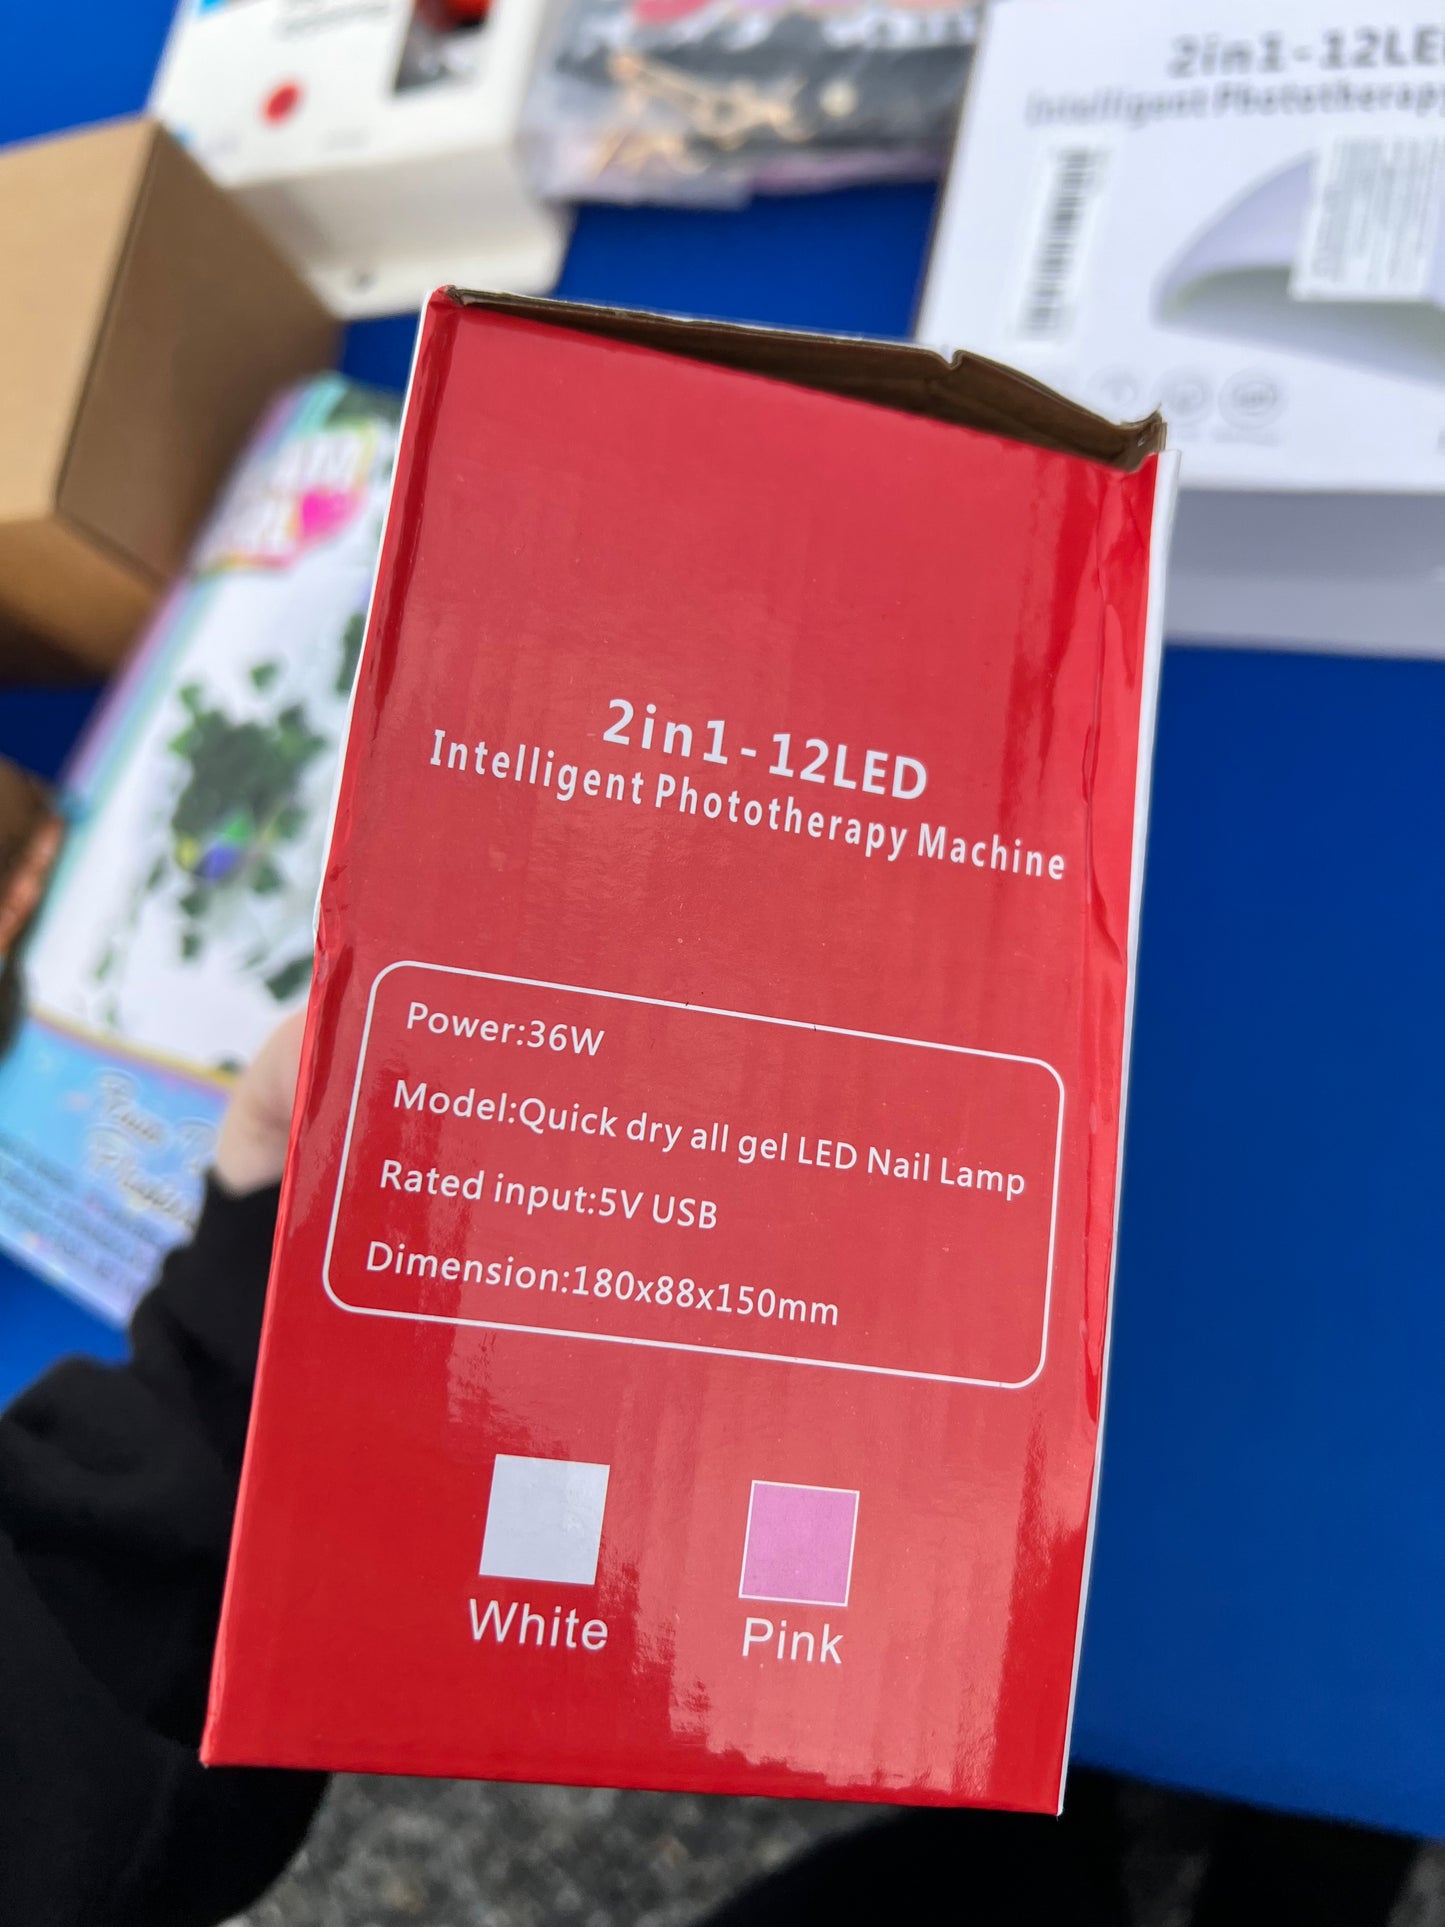 2in1-12LE
Intelligent Phototherapy
2in1-12LED
Intelligent Phototherapy Machine
Power:36W
Model:Quick dry all gel LED Nail Lamp
Rated input:5V USB
Dimension:180x88x150mm
White
Pink